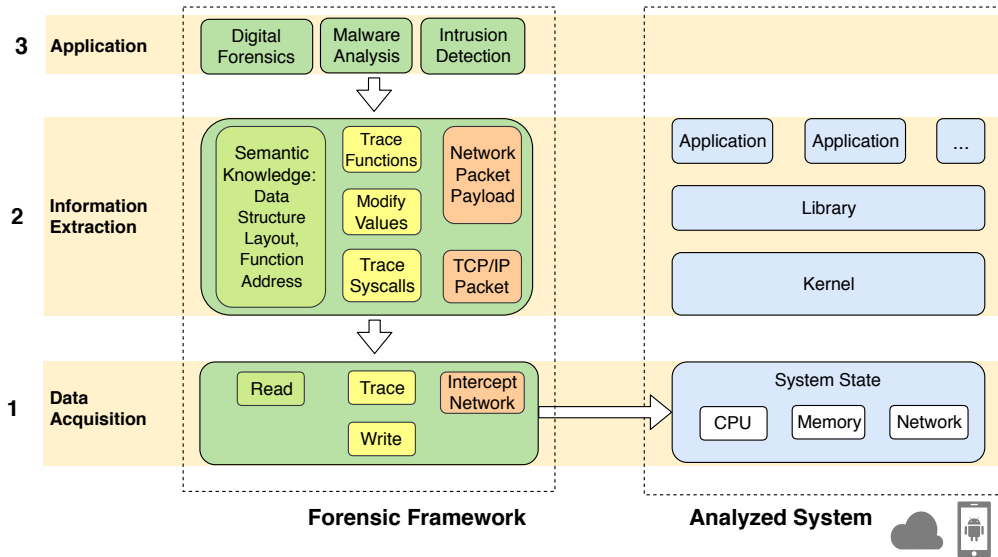 3 Application
Digital
Forensics
Malware
Analysis
Intrusion
Detection
2 Information
Extraction
Semantic
Knowledge:
Data
Structure
Layout,
Function
Address
Trace
Functions
Modify
Values
Trace
Syscalls
Network
Packet
Payload
TCP/IP
Packet
Application
Application
...
Library
Kernel
1 Data
Acquisition
Read
Trace
Write
Intercept
Network
System State
CPU
Memory
Network
Forensic Framework
Analyzed System